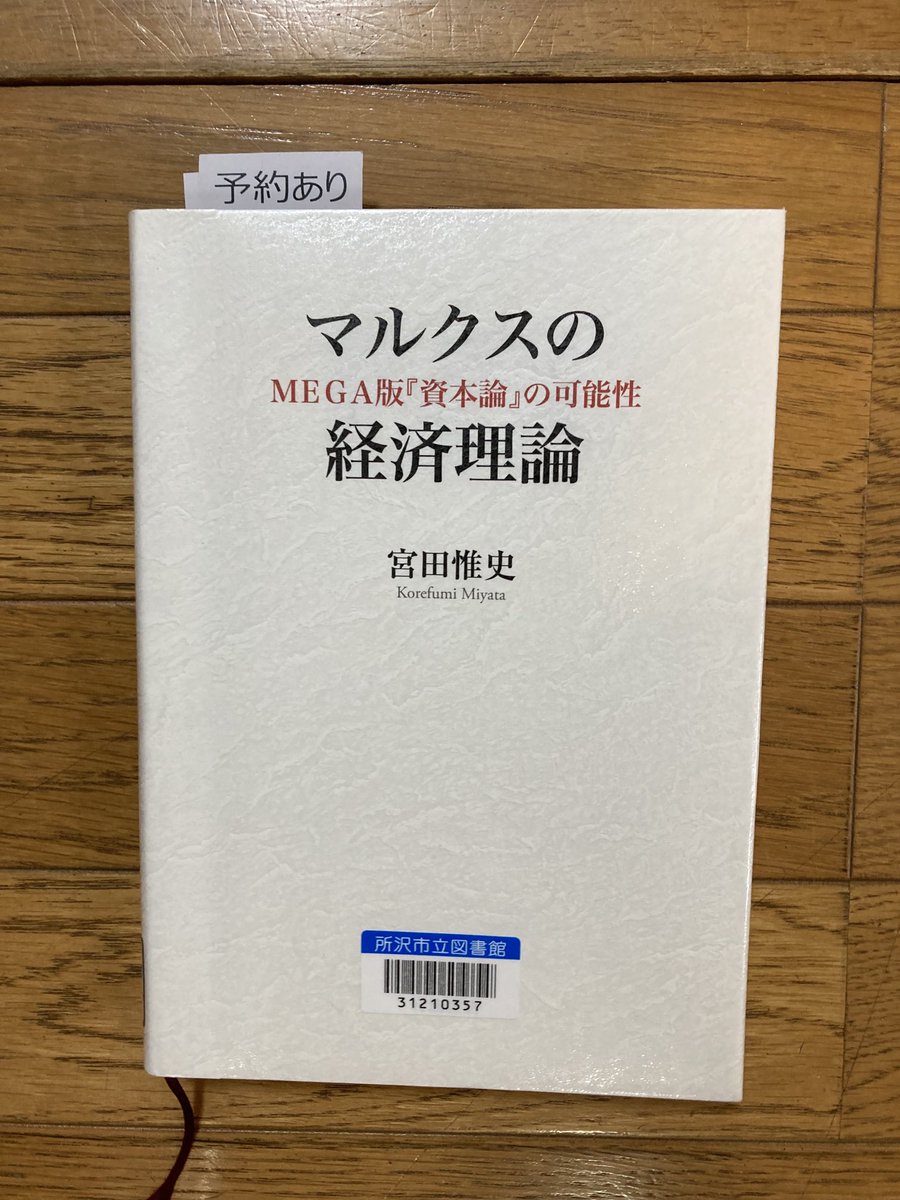 予約あり
マルクスの
MEGA版『資本論』の可能性
経済理論
宮田惟史
Korefumi Miyata
所沢市立図書館
31210357